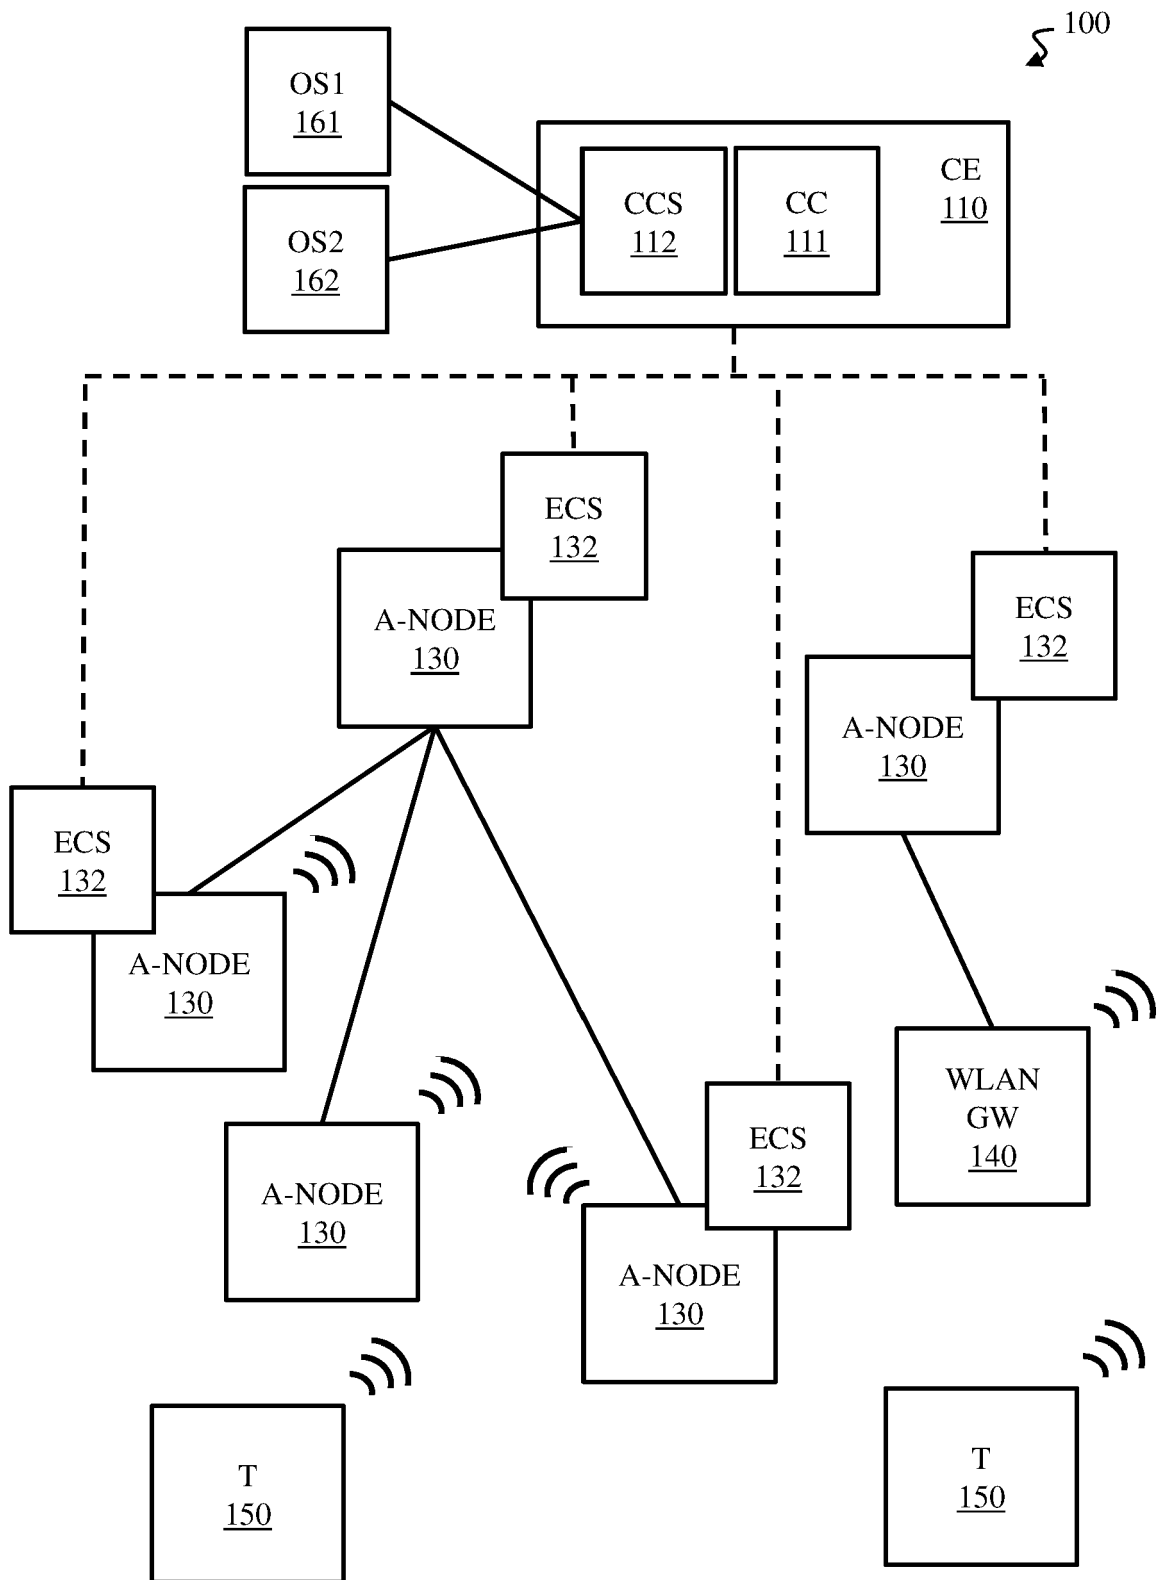 100
OS1
161
OS2
162
CCS
112
CC
111
CE
110
ECS
132
A-NODE
130
ECS
132
A-NODE
130
ECS
132
A-NODE
130
A-NODE
130
ECS
132
A-NODE
130
WLAN
GW
140
T
150
T
150